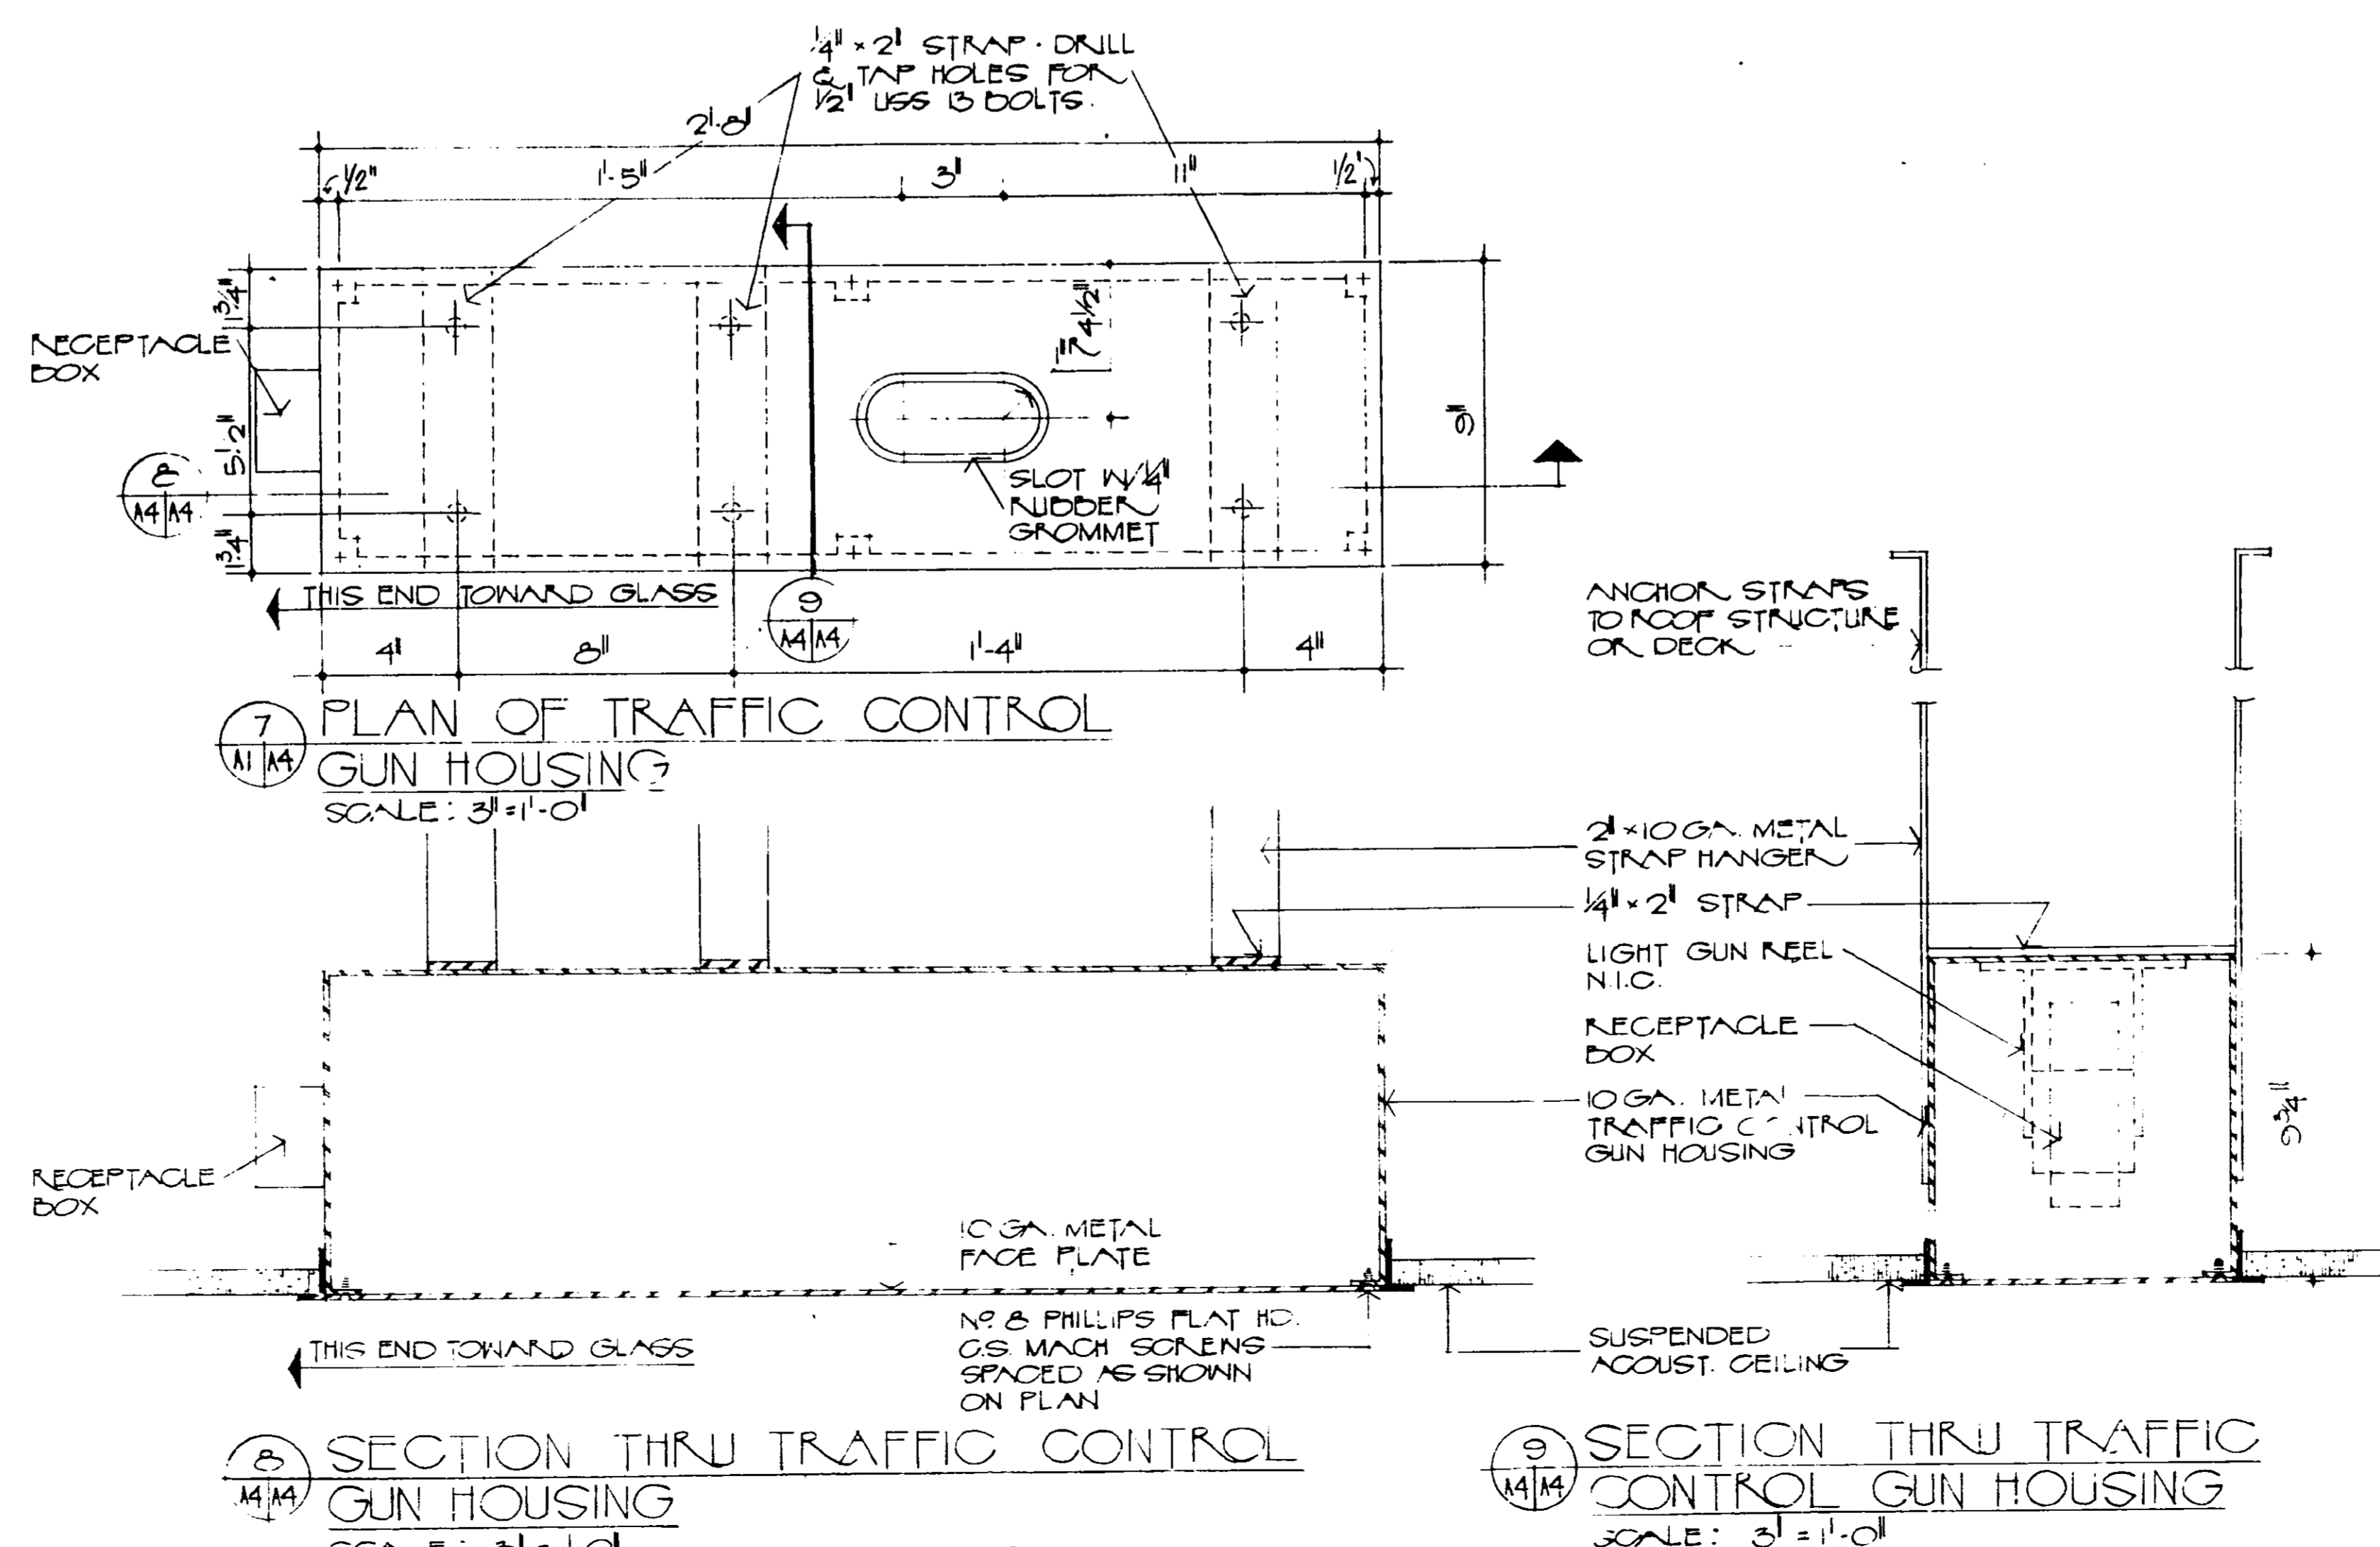 1/4" × 2" STRAP · DRILL
& TAP HOLES FOR
1/2" USS 13 BOLTS.
2'-8"
1/2"
1'-5"
3"
11"
1/2"
1 3/4"
RECEPTACLE
BOX
5 1/2"
1 3/4"
4 1/2"
9"
8
A4 A4
SLOT W/ 1/4"
RUBBER
GROMMET
THIS END TOWARD GLASS
9
A4 A4
4"
8"
1'-4"
4"
7
A1 A4
PLAN OF TRAFFIC CONTROL
GUN HOUSING
SCALE: 3"=1'-0"
ANCHOR STRAPS
TO ROOF STRUCTURE
OR DECK
2" × 10 GA. METAL
STRAP HANGER
1/4" × 2" STRAP
LIGHT GUN REEL
N.I.C.
RECEPTACLE
BOX
10 GA. METAL
TRAFFIC CONTROL
GUN HOUSING
9 3/4"
RECEPTACLE
BOX
10 GA. METAL
FACE PLATE
Nº 8 PHILLIPS FLAT HD.
C.S. MACH SCREWS
SPACED AS SHOWN
ON PLAN
THIS END TOWARD GLASS
SUSPENDED
ACOUST. CEILING
8
A4 A4
SECTION THRU TRAFFIC CONTROL
GUN HOUSING
SCALE: 3"=1'-0"
9
A4 A4
SECTION THRU TRAFFIC
CONTROL GUN HOUSING
SCALE: 3" = 1'-0"